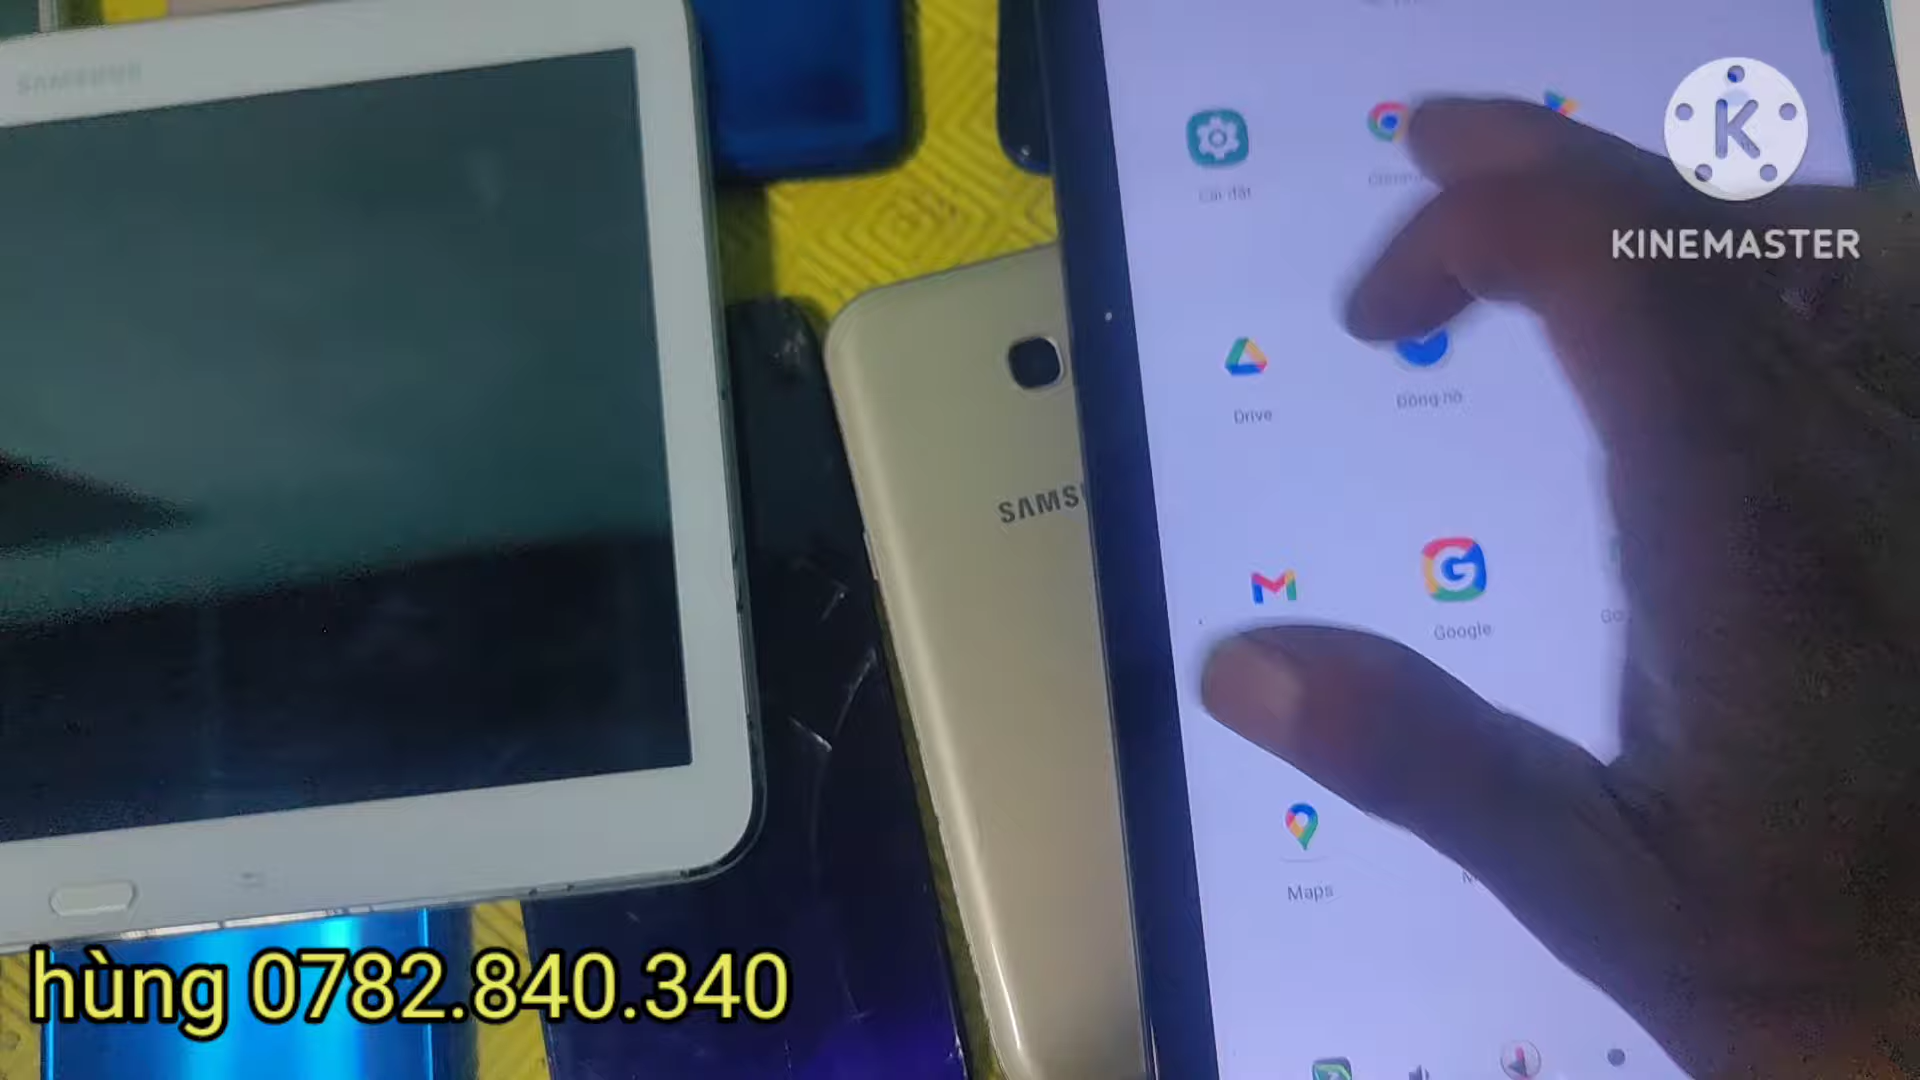 SAMSUNG
Cài đặt
KINEMASTER
Drive
Đồng hồ
SAMS
Google
Maps
hùng 0782.840.340